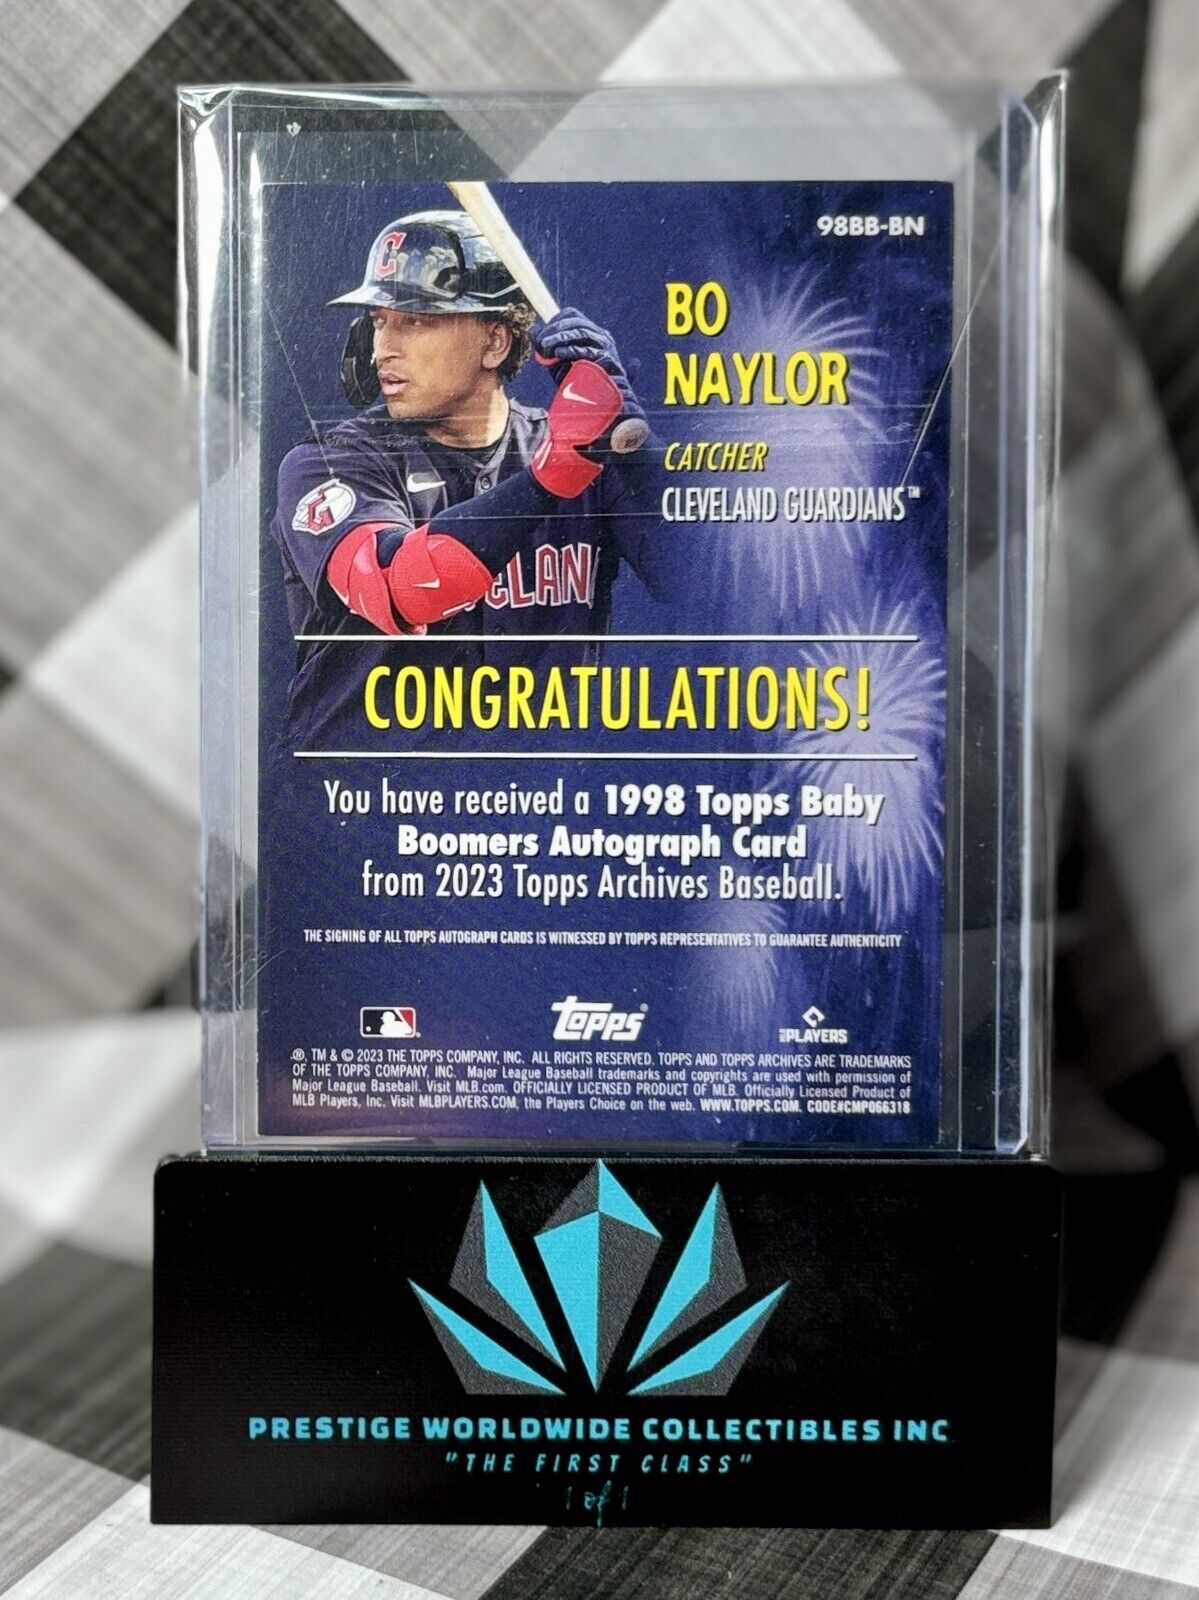 98BB-BN
C
BO
NAYLOR
CATCHER
CLEVELAND GUARDIANS™
ELAN
CONGRATULATIONS!
You have received a 1998 Topps Baby
Boomers Autograph Card
from 2023 Topps Archives Baseball.
THE SIGNING OF ALL TOPPS AUTOGRAPH CARDS IS WITNESSED BY TOPPS REPRESENTATIVES TO GUARANTEE AUTHENTICITY
topps®
PLAYERS
®, TM & © 2023 THE TOPPS COMPANY, INC. ALL RIGHTS RESERVED. TOPPS AND TOPPS ARCHIVES ARE TRADEMARKS
OF THE TOPPS COMPANY, INC. Major League Baseball trademarks and copyrights are used with permission of
Major League Baseball. Visit MLB.com. OFFICIALLY LICENSED PRODUCT OF MLB. Officially Licensed Product of
MLB Players, Inc. Visit MLBPLAYERS.COM, the Players Choice on the web. WWW.TOPPS.COM. CODE#CMP066318
PRESTIGE WORLDWIDE COLLECTIBLES INC
"THE FIRST CLASS"
1 of 1